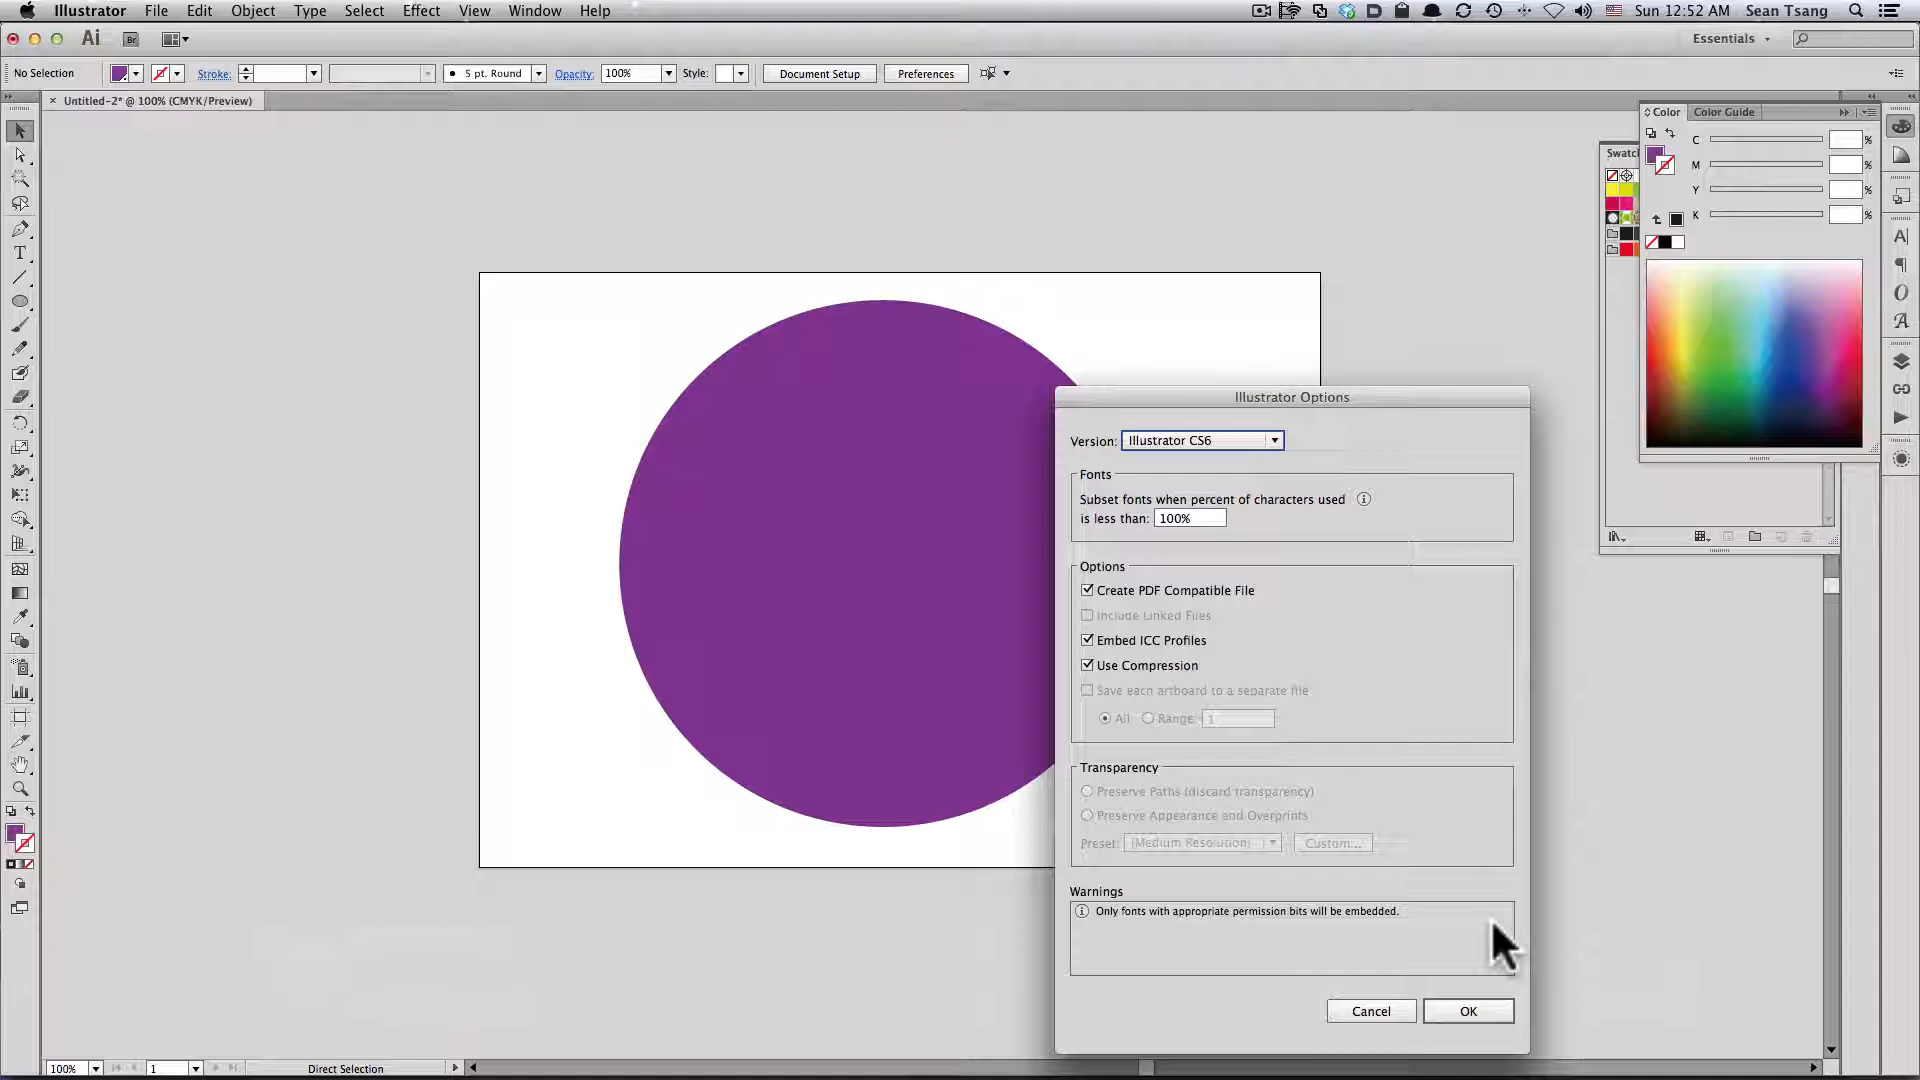 Illustrator File Edit Object Type Select Effect View Window Help Sun 12:52 AM Sean Tsang
Ai Br Essentials
No Selection Stroke: 5 pt. Round Opacity: 100% Style: Document Setup Preferences
Untitled-2* @ 100% (CMYK/Preview)
Color Color Guide
Swatch
C %
M %
Y %
K %
Illustrator Options
Version: Illustrator CS6
Fonts
Subset fonts when percent of characters used
is less than: 100%
Options
Create PDF Compatible File
Include Linked Files
Embed ICC Profiles
Use Compression
Save each artboard to a separate file
All Range: 1
Transparency
Preserve Paths (discard transparency)
Preserve Appearance and Overprints
Preset: [Medium Resolution] Custom...
Warnings
Only fonts with appropriate permission bits will be embedded.
Cancel OK
100% 1 Direct Selection